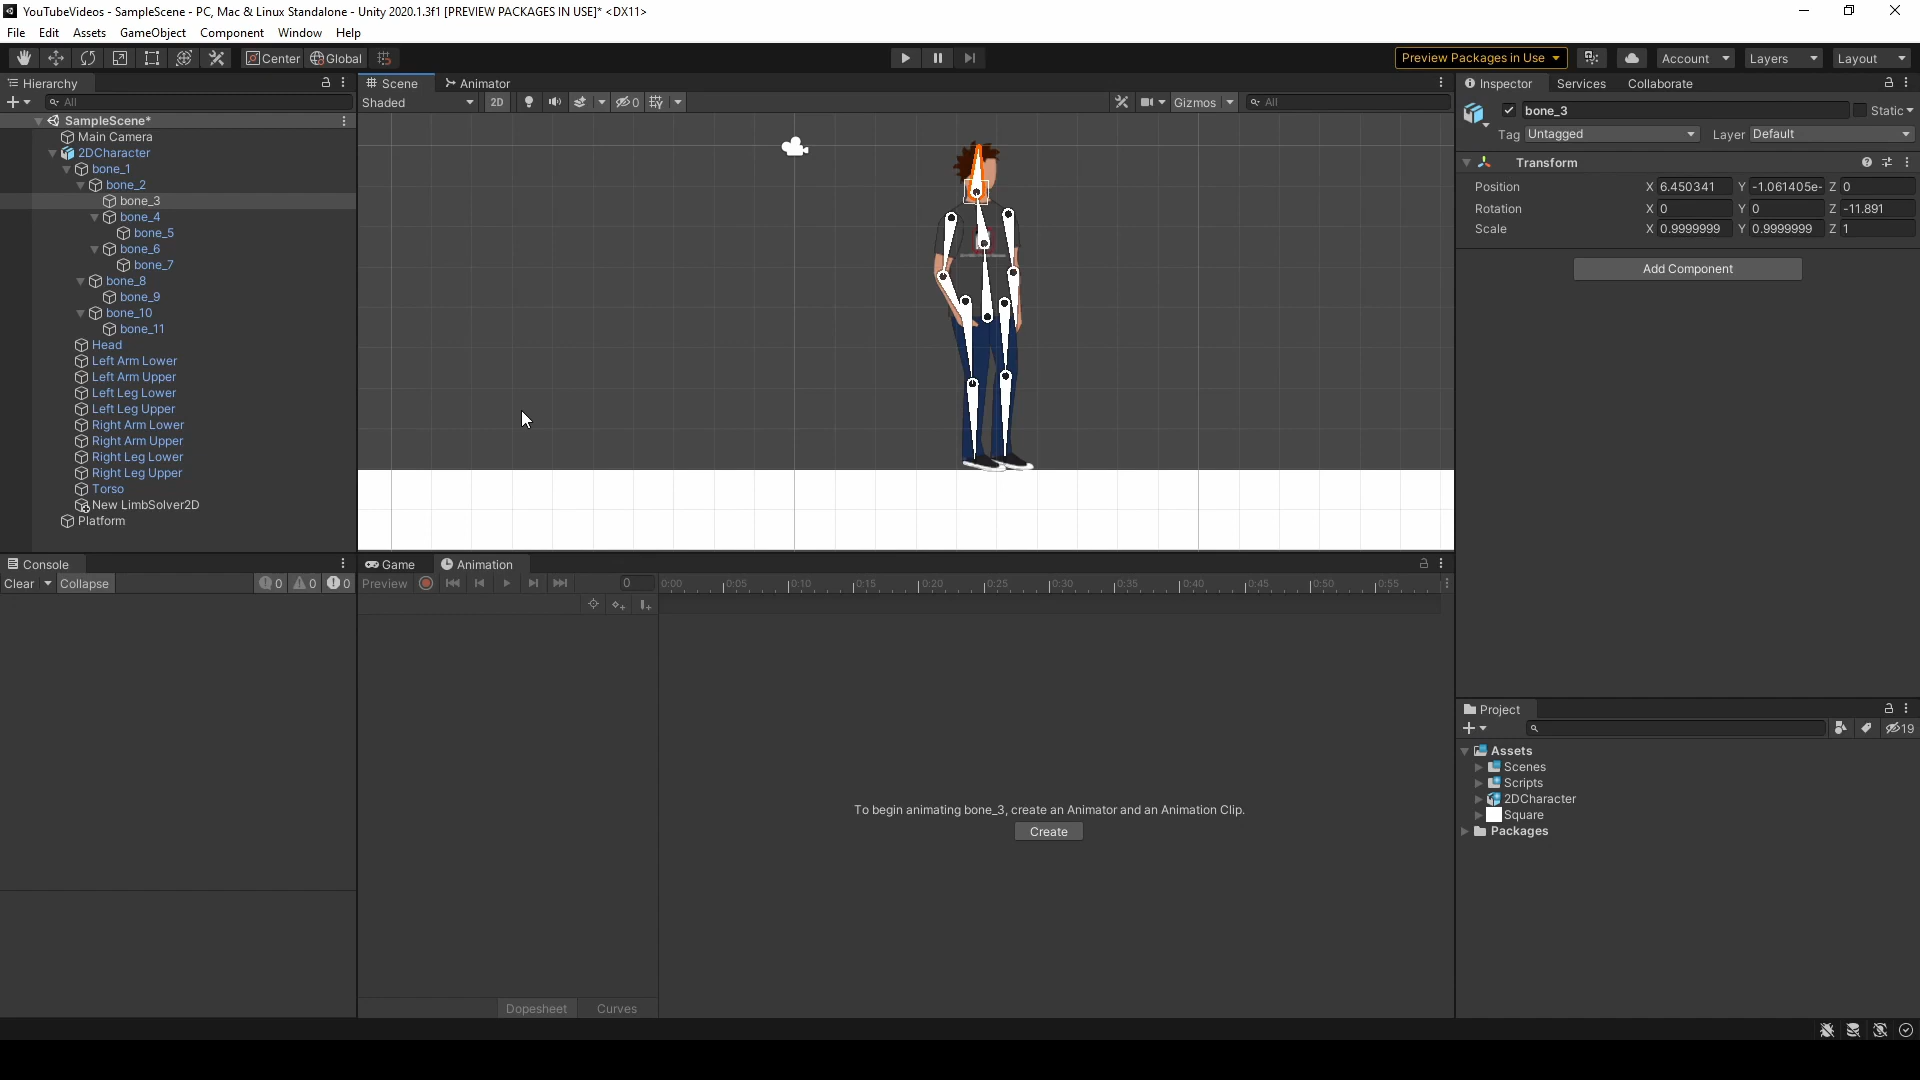 YouTubeVideos - SampleScene - PC, Mac & Linux Standalone - Unity 2020.1.3f1 [PREVIEW PACKAGES IN USE]* <DX11>
File Edit Assets GameObject Component Window Help
Center Global Preview Packages in Use Account Layers Layout
Hierarchy
All
SampleScene*
Main Camera
2DCharacter
bone_1
bone_2
bone_3
bone_4
bone_5
bone_6
bone_7
bone_8
bone_9
bone_10
bone_11
Head
Left Arm Lower
Left Arm Upper
Left Leg Lower
Left Leg Upper
Right Arm Lower
Right Arm Upper
Right Leg Lower
Right Leg Upper
Torso
New LimbSolver2D
Platform
Scene Animator
Shaded 2D 0 Gizmos All
Inspector Services Collaborate
bone_3 Static
Tag Untagged Layer Default
Transform
Position X 6.450341 Y -1.061405e- Z 0
Rotation X 0 Y 0 Z -11.891
Scale X 0.9999999 Y 0.9999999 Z 1
Add Component
Console
Clear Collapse 0 0 0
Game Animation
Preview 0 0:00 0:05 0:10 0:15 0:20 0:25 0:30 0:35 0:40 0:45 0:50 0:55
To begin animating bone_3, create an Animator and an Animation Clip.
Create
Dopesheet Curves
Project
19
Assets
Scenes
Scripts
2DCharacter
Square
Packages